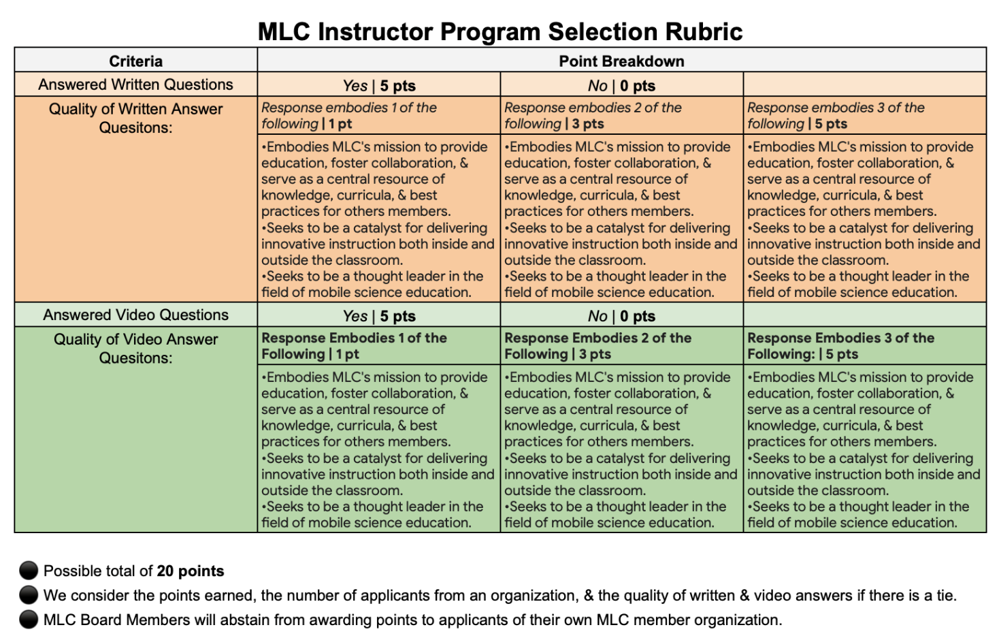 MLC Instructor Program Selection Rubric
Criteria
Point Breakdown
Answered Written Questions
Yes | 5 pts
No | 0 pts
Quality of Written Answer
Quesitons:
Response embodies 1 of the
following | 1 pt
Response embodies 2 of the
following | 3 pts
Response embodies 3 of the
following | 5 pts
•Embodies MLC's mission to provide
education, foster collaboration, &
serve as a central resource of
knowledge, curricula, & best
practices for others members.
•Seeks to be a catalyst for delivering
innovative instruction both inside and
outside the classroom.
•Seeks to be a thought leader in the
field of mobile science education.
•Embodies MLC's mission to provide
education, foster collaboration, &
serve as a central resource of
knowledge, curricula, & best
practices for others members.
•Seeks to be a catalyst for delivering
innovative instruction both inside and
outside the classroom.
•Seeks to be a thought leader in the
field of mobile science education.
•Embodies MLC's mission to provide
education, foster collaboration, &
serve as a central resource of
knowledge, curricula, & best
practices for others members.
•Seeks to be a catalyst for delivering
innovative instruction both inside and
outside the classroom.
•Seeks to be a thought leader in the
field of mobile science education.
Answered Video Questions
Yes | 5 pts
No | 0 pts
Quality of Video Answer
Quesitons:
Response Embodies 1 of the
Following | 1 pt
Response Embodies 2 of the
Following | 3 pts
Response Embodies 3 of the
Following: | 5 pts
•Embodies MLC's mission to provide
education, foster collaboration, &
serve as a central resource of
knowledge, curricula, & best
practices for others members.
•Seeks to be a catalyst for delivering
innovative instruction both inside and
outside the classroom.
•Seeks to be a thought leader in the
field of mobile science education.
•Embodies MLC's mission to provide
education, foster collaboration, &
serve as a central resource of
knowledge, curricula, & best
practices for others members.
•Seeks to be a catalyst for delivering
innovative instruction both inside and
outside the classroom.
•Seeks to be a thought leader in the
field of mobile science education.
•Embodies MLC's mission to provide
education, foster collaboration, &
serve as a central resource of
knowledge, curricula, & best
practices for others members.
•Seeks to be a catalyst for delivering
innovative instruction both inside and
outside the classroom.
•Seeks to be a thought leader in the
field of mobile science education.
● Possible total of 20 points
● We consider the points earned, the number of applicants from an organization, & the quality of written & video answers if there is a tie.
● MLC Board Members will abstain from awarding points to applicants of their own MLC member organization.